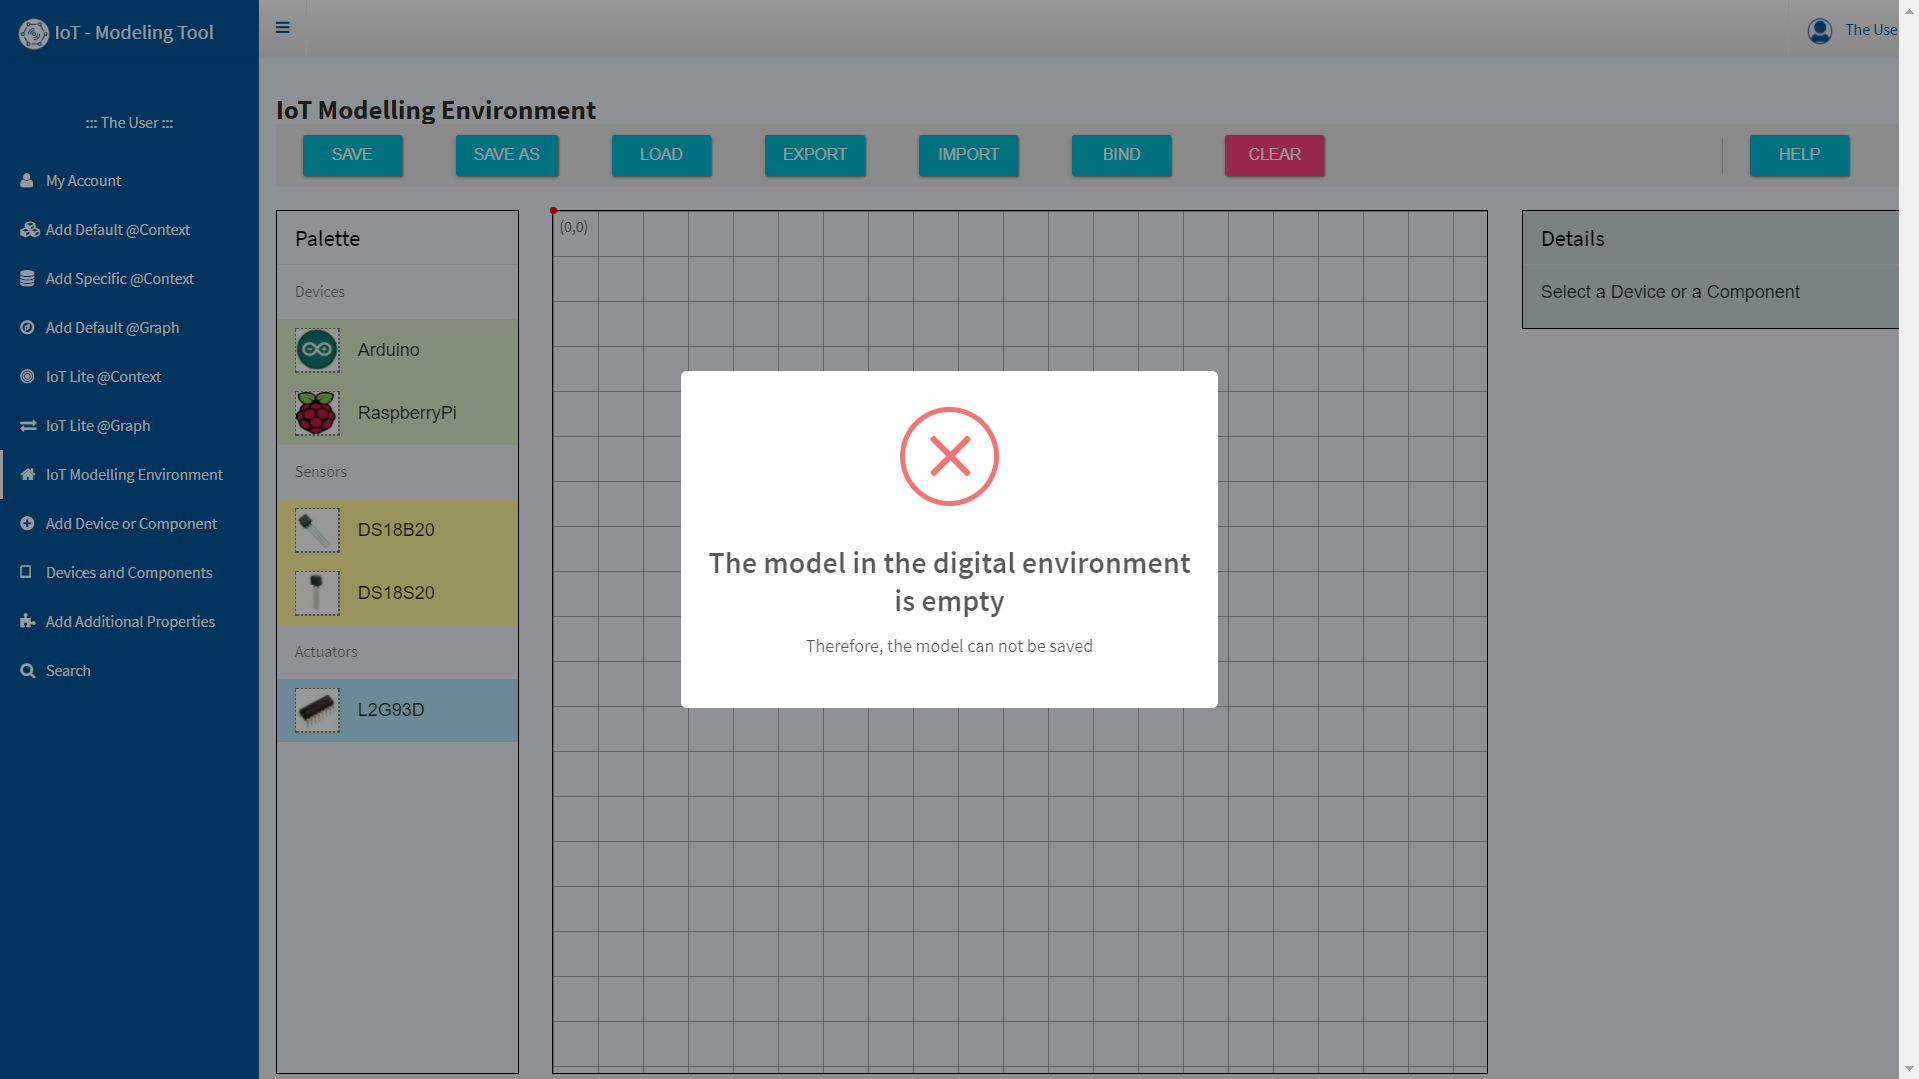 IoT - Modeling Tool
The Use
::: The User :::
My Account
Add Default @Context
Add Specific @Context
Add Default @Graph
IoT Lite @Context
IoT Lite @Graph
IoT Modelling Environment
Add Device or Component
Devices and Components
Add Additional Properties
Search
IoT Modelling Environment
SAVE
SAVE AS
LOAD
EXPORT
IMPORT
BIND
CLEAR
HELP
Palette
Devices
Arduino
RaspberryPi
Sensors
DS18B20
DS18S20
Actuators
L2G93D
(0,0)
The model in the digital environment
is empty
Therefore, the model can not be saved
Details
Select a Device or a Component